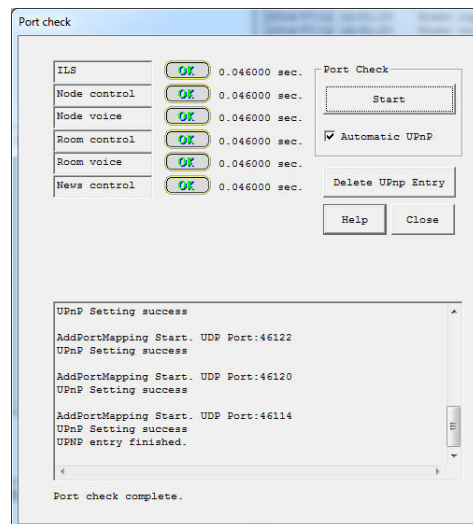 Port check
ILS OK 0.046000 sec.
Node control OK 0.046000 sec.
Node voice OK 0.046000 sec.
Room control OK 0.046000 sec.
Room voice OK 0.046000 sec.
News control OK 0.046000 sec.
Port Check
Start
Automatic UPnP
Delete UPnp Entry
Help Close
UPnP Setting success
AddPortMapping Start. UDP Port:46122
UPnP Setting success
AddPortMapping Start. UDP Port:46120
UPnP Setting success
AddPortMapping Start. UDP Port:46114
UPnP Setting success
UPNP entry finished.
Port check complete.